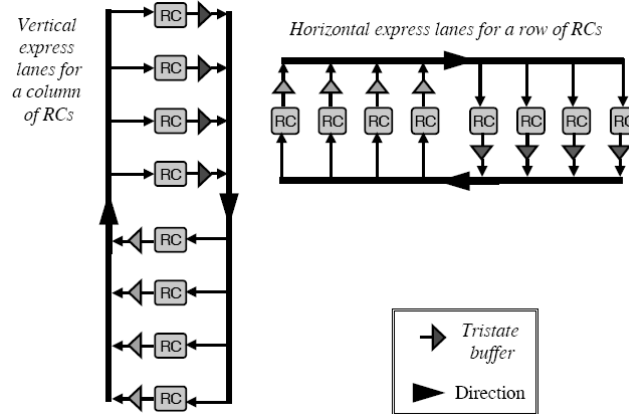 Vertical
express
lanes for
a column
of RCs
Horizontal express lanes for a row of RCs
RC
RC
RC
RC
RC
RC
RC
RC
RC RC RC RC RC RC RC RC
Tristate
buffer
Direction